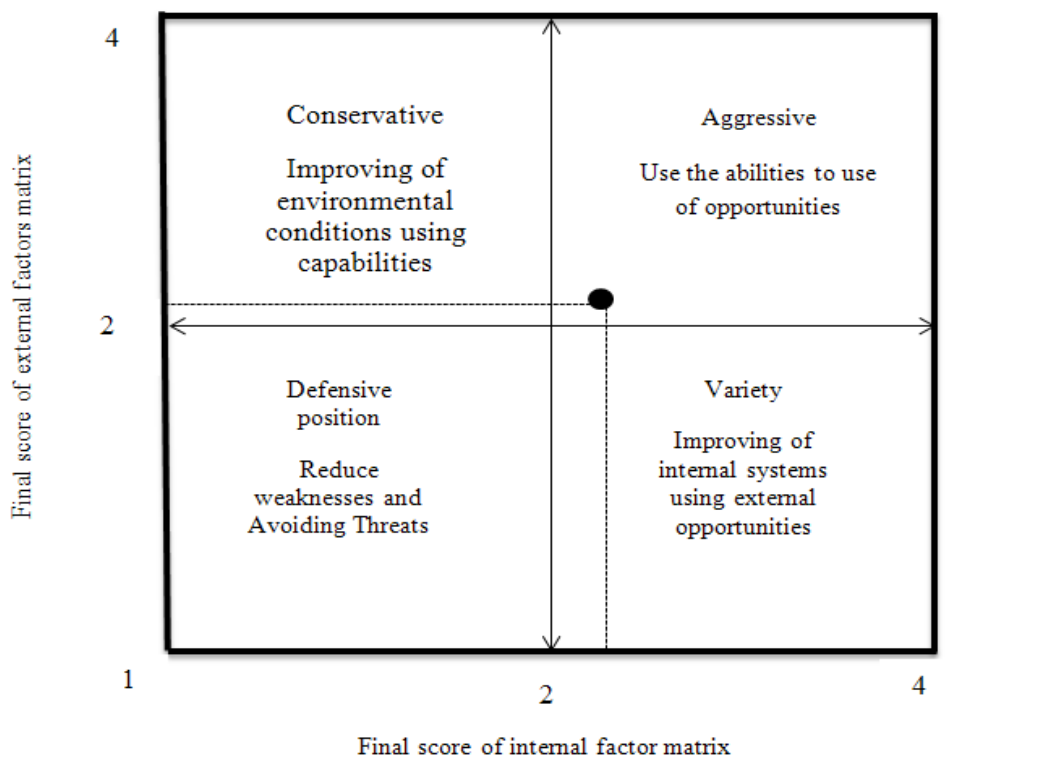 4
Conservative
Improving of
environmental
conditions using
capabilities
Aggressive
Use the abilities to use
of opportunities
Final score of external factors matrix
2
Defensive
position
Reduce
weaknesses and
Avoiding Threats
Variety
Improving of
internal systems
using external
opportunities
1
2
4
Final score of internal factor matrix